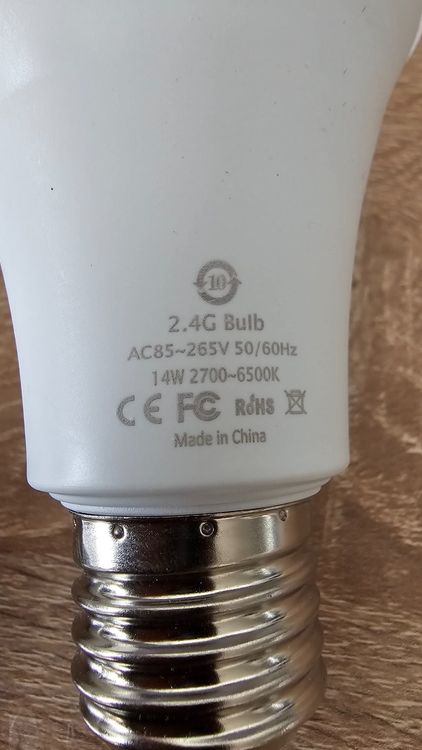 10
2.4G Bulb
AC85~265V 50/60Hz
14W 2700~6500K
CE FC RoHS
Made in China